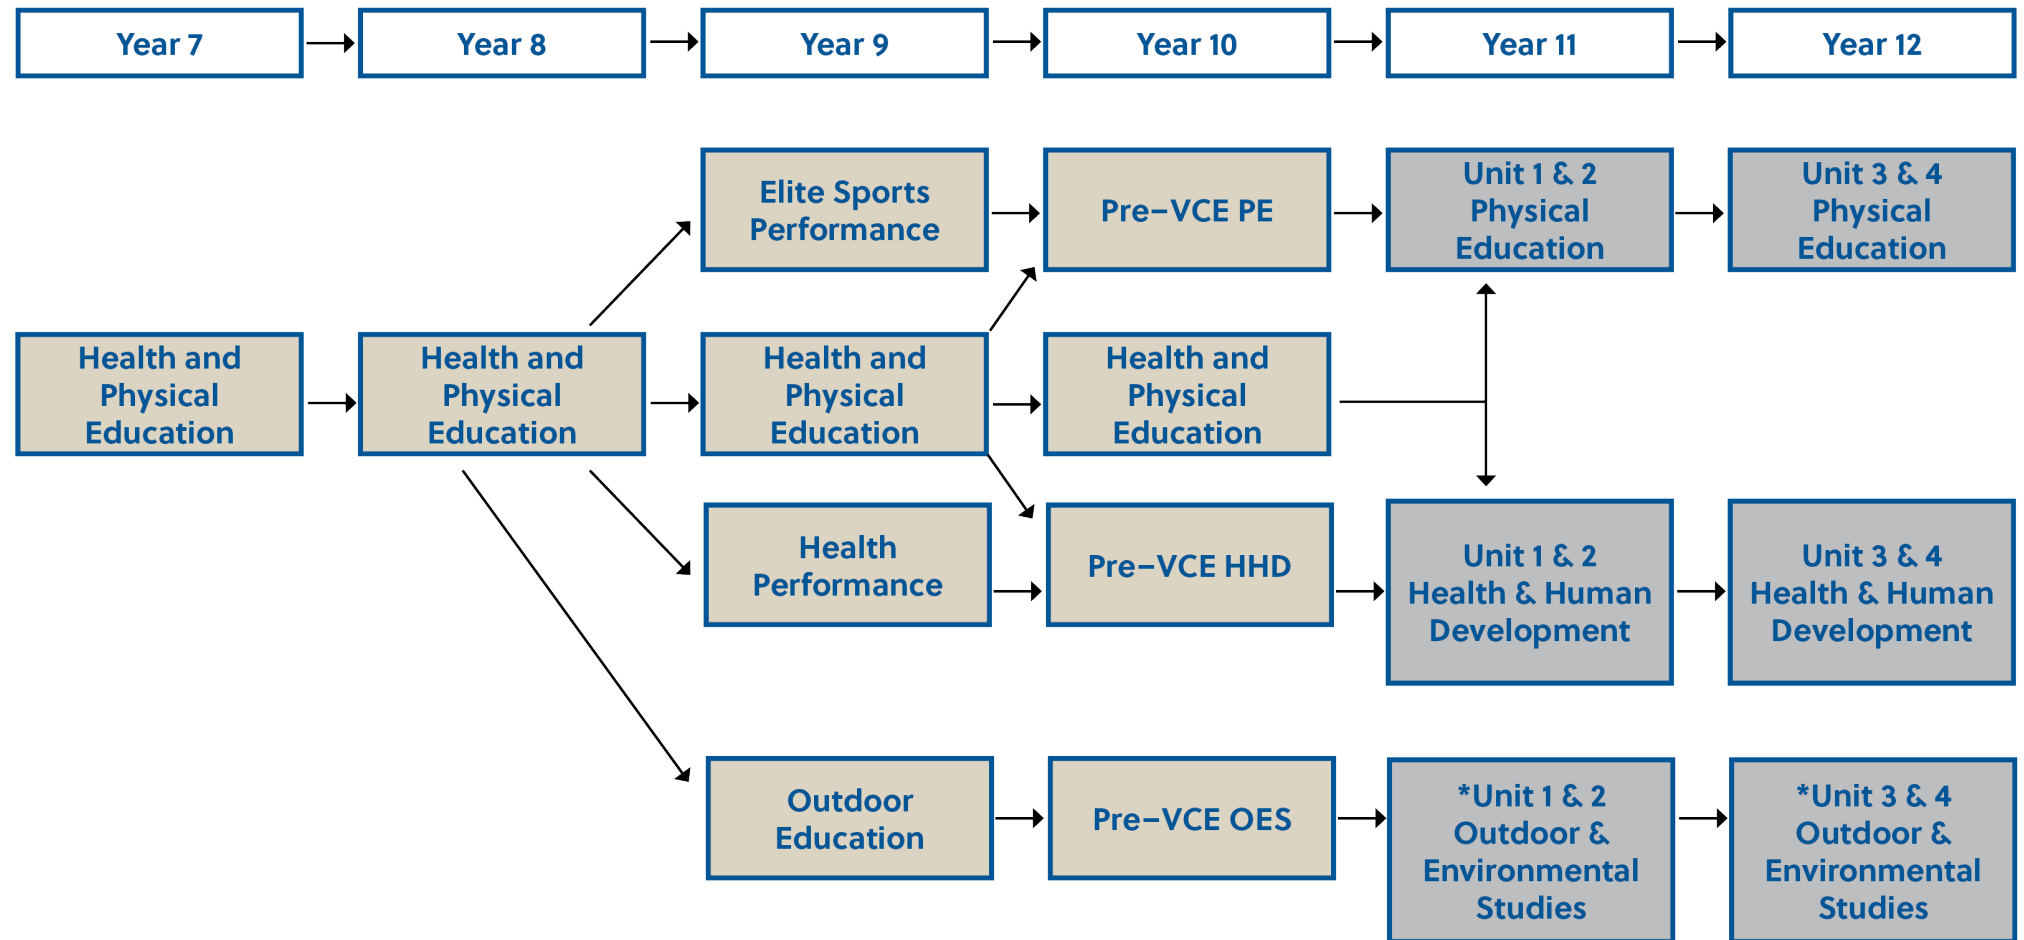 Year 7
Year 8
Year 9
Year 10
Year 11
Year 12
Elite Sports
Performance
Pre–VCE PE
Unit 1 & 2
Physical
Education
Unit 3 & 4
Physical
Education
Health and
Physical
Education
Health and
Physical
Education
Health and
Physical
Education
Health and
Physical
Education
Health
Performance
Pre–VCE HHD
Unit 1 & 2
Health & Human
Development
Unit 3 & 4
Health & Human
Development
Outdoor
Education
Pre–VCE OES
*Unit 1 & 2
Outdoor &
Environmental
Studies
*Unit 3 & 4
Outdoor &
Environmental
Studies